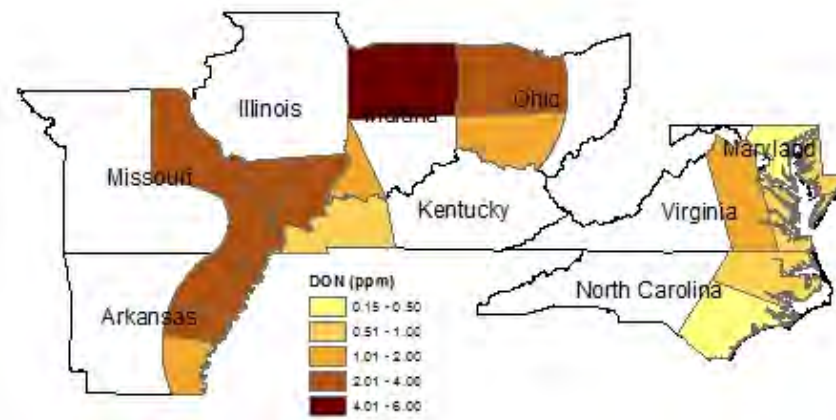 Illinois
Indiana
Ohio
Missouri
Maryland
Kentucky
Virginia
DON (ppm)
North Carolina
0.15 - 0.50
Arkansas
0.51 - 1.00
1.01 - 2.00
2.01 - 4.00
4.01 - 6.00